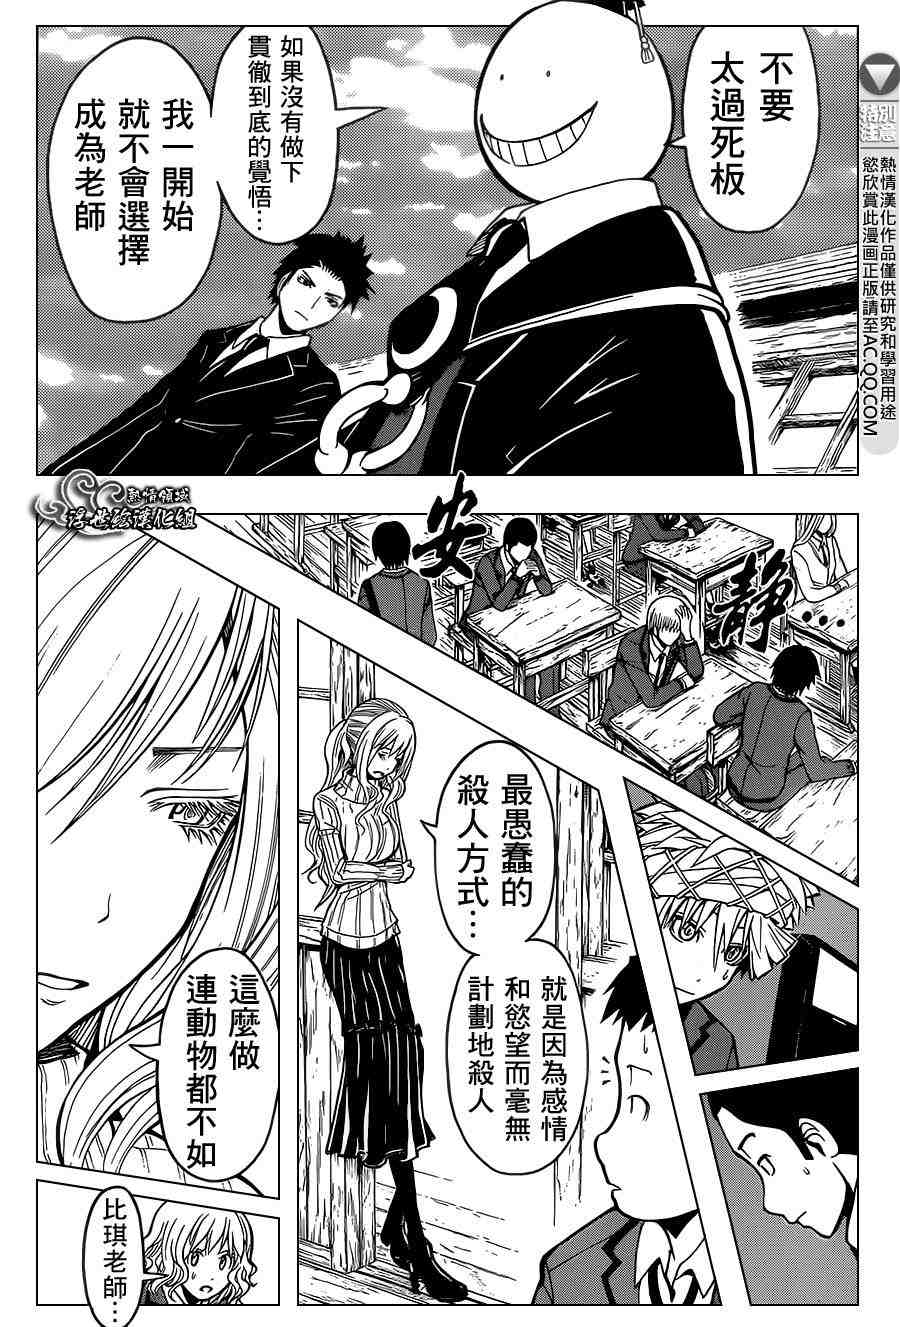 不要
太過死板
如果沒有做下
貫徹到底的覺悟…
我一開始
就不會選擇
成為老師
特別
注意
熱情漢化作品僅供研究和學習用途
慾欣賞此漫画正版請至AC.QQ.COM
熱情領域
浮世繪漢化組
安
靜
•••
最愚蠢的
殺人方式…
就是因為感情
和慾望而毫無
計劃地殺人
這麼做
連動物都不如
比琪老師…